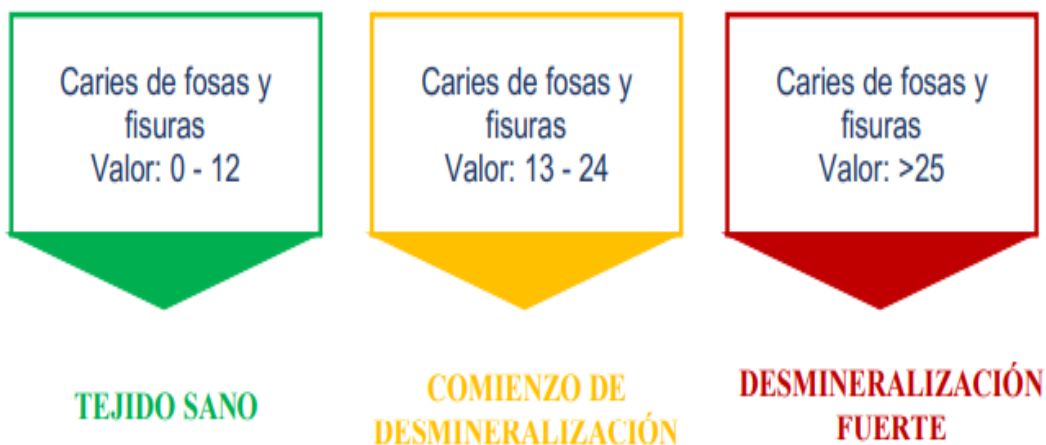 Caries de fosas y
fisuras
Valor: 0 - 12
TEJIDO SANO
Caries de fosas y
fisuras
Valor: 13 - 24
COMIENZO DE
DESMINERALIZACIÓN
Caries de fosas y
fisuras
Valor: >25
DESMINERALIZACIÓN
FUERTE